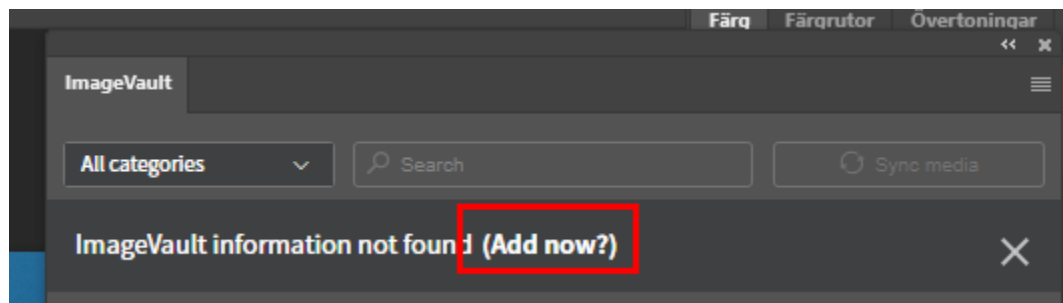 Färg Färgrutor Övertoningar
ImageVault
All categories Search Sync media
ImageVault information not found (Add now?)